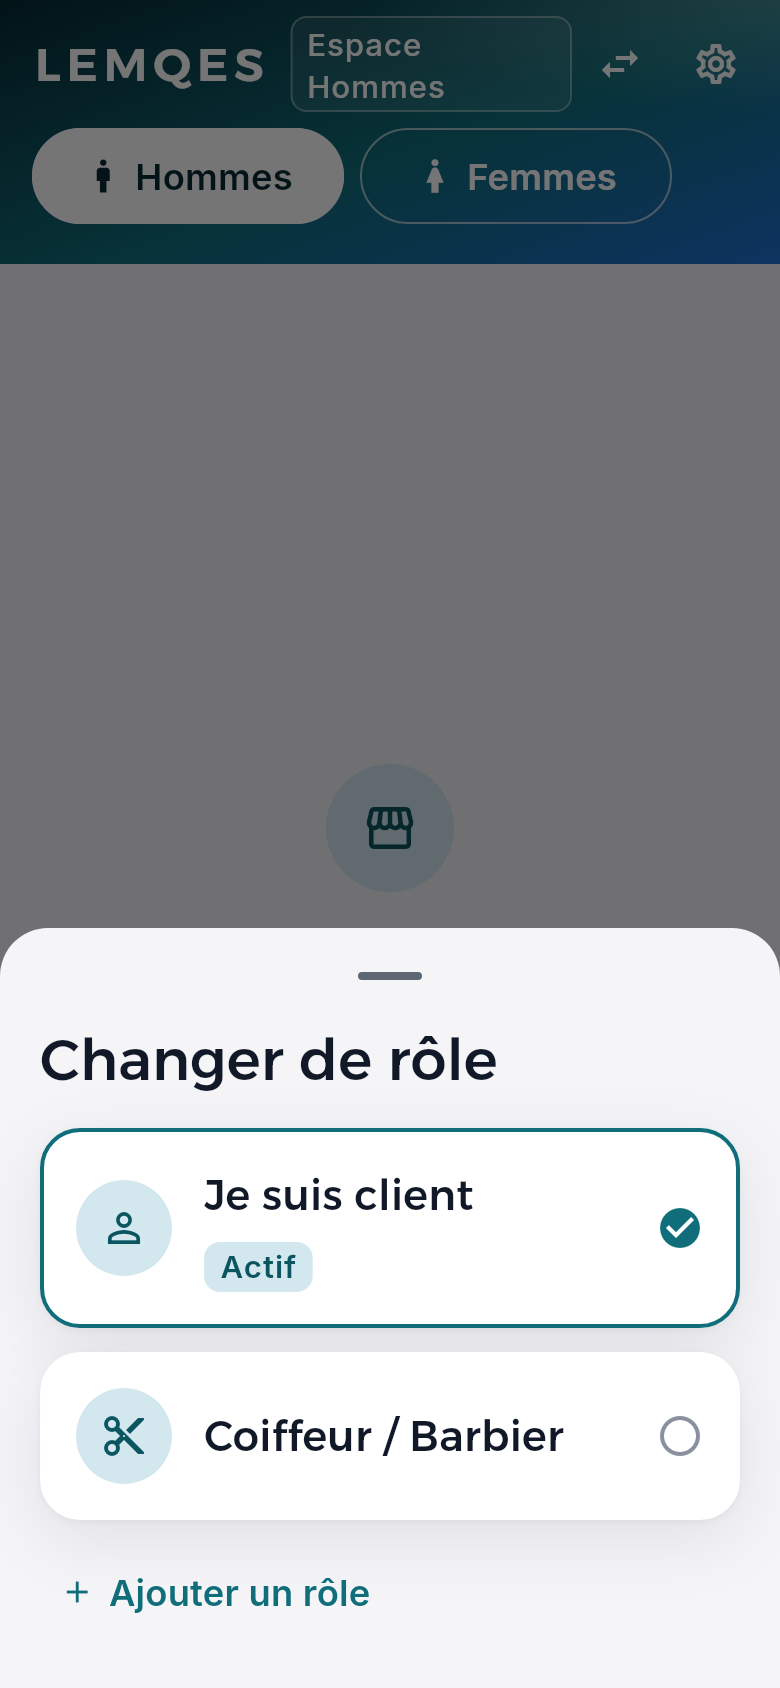 LEMQES
Espace
Hommes
Hommes
Femmes
Changer de rôle
Je suis client
Actif
Coiffeur / Barbier
+ Ajouter un rôle